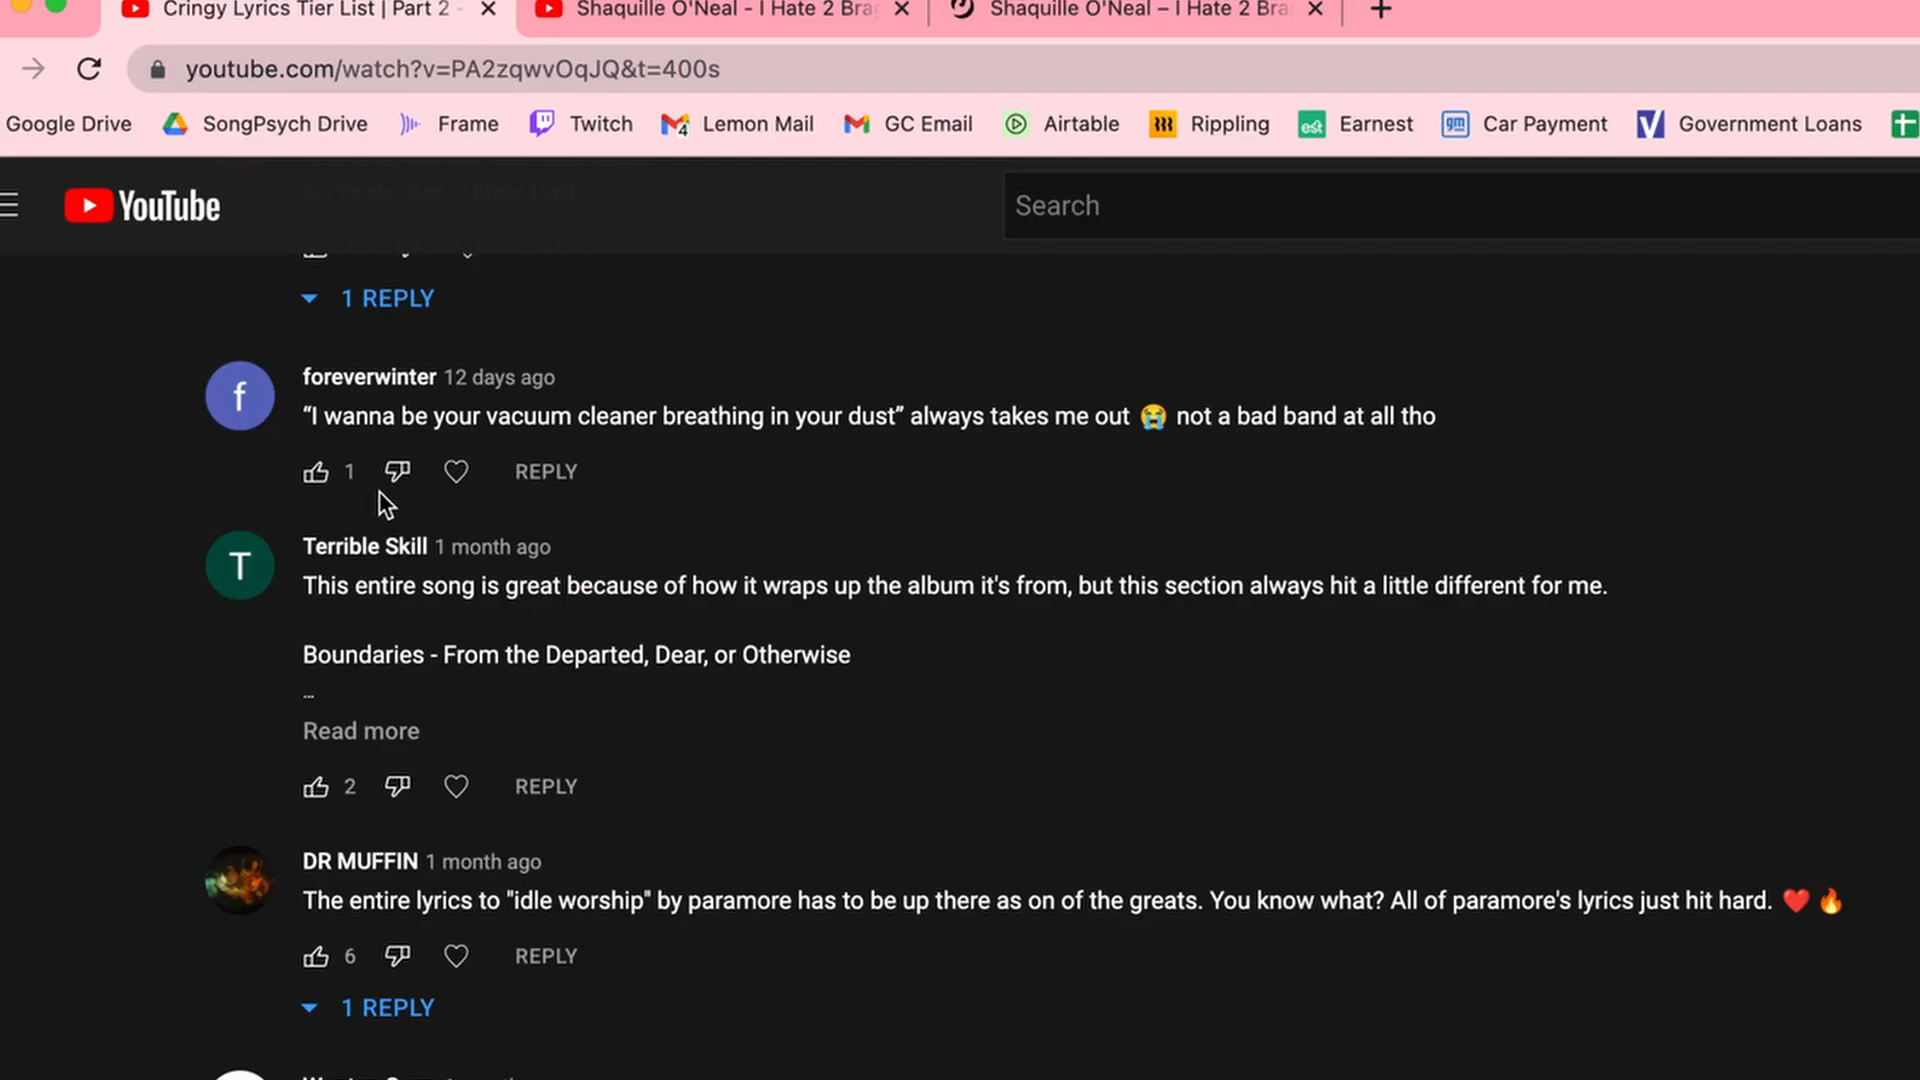 Cringy Lyrics Tier List | Part 2 -
Shaquille O'Neal - I Hate 2 Brag
Shaquille O'Neal – I Hate 2 Bra
youtube.com/watch?v=PA2zqwvOqJQ&t=400s
Google Drive SongPsych Drive Frame Twitch 4 Lemon Mail GC Email Airtable Rippling est Earnest gm Car Payment Government Loans
YouTube
Search
1 REPLY
f
foreverwinter 12 days ago
“I wanna be your vacuum cleaner breathing in your dust” always takes me out 😭 not a bad band at all tho
1 REPLY
T
Terrible Skill 1 month ago
This entire song is great because of how it wraps up the album it's from, but this section always hit a little different for me.
Boundaries - From the Departed, Dear, or Otherwise
...
Read more
2 REPLY
DR MUFFIN 1 month ago
The entire lyrics to "idle worship" by paramore has to be up there as on of the greats. You know what? All of paramore's lyrics just hit hard. ❤️ 🔥
6 REPLY
1 REPLY